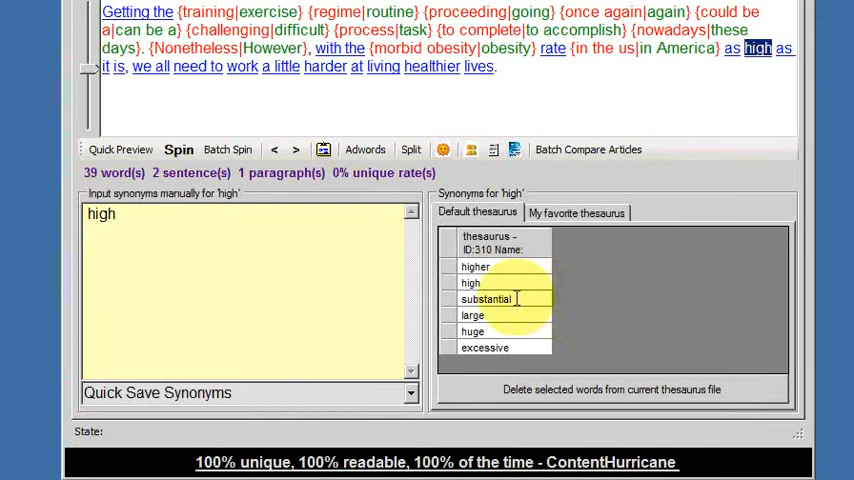 Getting the {training|exercise} {regime|routine} {proceeding|going} {once again|again} {could be
a|can be a} {challenging|difficult} {process|task} {to complete|to accomplish} {nowadays|these
days}. {Nonetheless|However}, with the {morbid obesity|obesity} rate {in the us|in America} as high as
it is, we all need to work a little harder at living healthier lives.
Quick Preview Spin Batch Spin < > Adwords Split Batch Compare Articles
39 word(s) 2 sentence(s) 1 paragraph(s) 0% unique rate(s)
Input synonyms manually for 'high'
high
Quick Save Synonyms
Synonyms for 'high'
Default thesaurus My favorite thesaurus
thesaurus -
ID:310 Name:
higher
high
substantial
large
huge
excessive
Delete selected words from current thesaurus file
State:
100% unique, 100% readable, 100% of the time - ContentHurricane